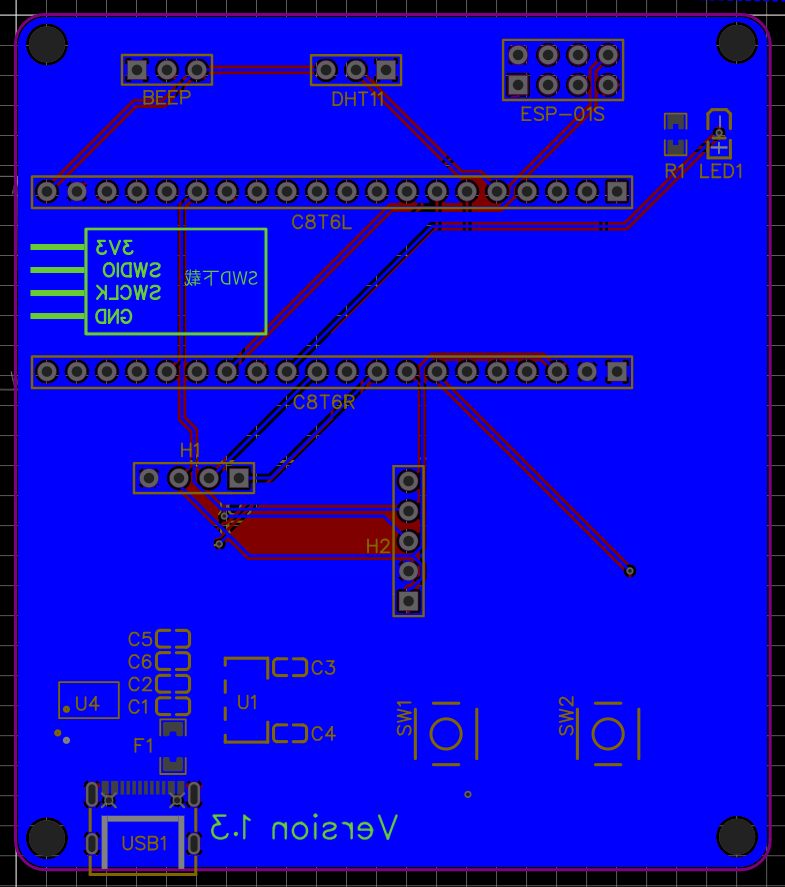 BEEP
DHT11
ESP-01S
R1
LED1
C8T6L
3V3
SWDIO
SWCLK
GND
SWD下载
C8T6R
H1
H2
C5
C6
C2
C1
U4
U1
C3
C4
F1
SW1
SW2
USB1
Version 1.3